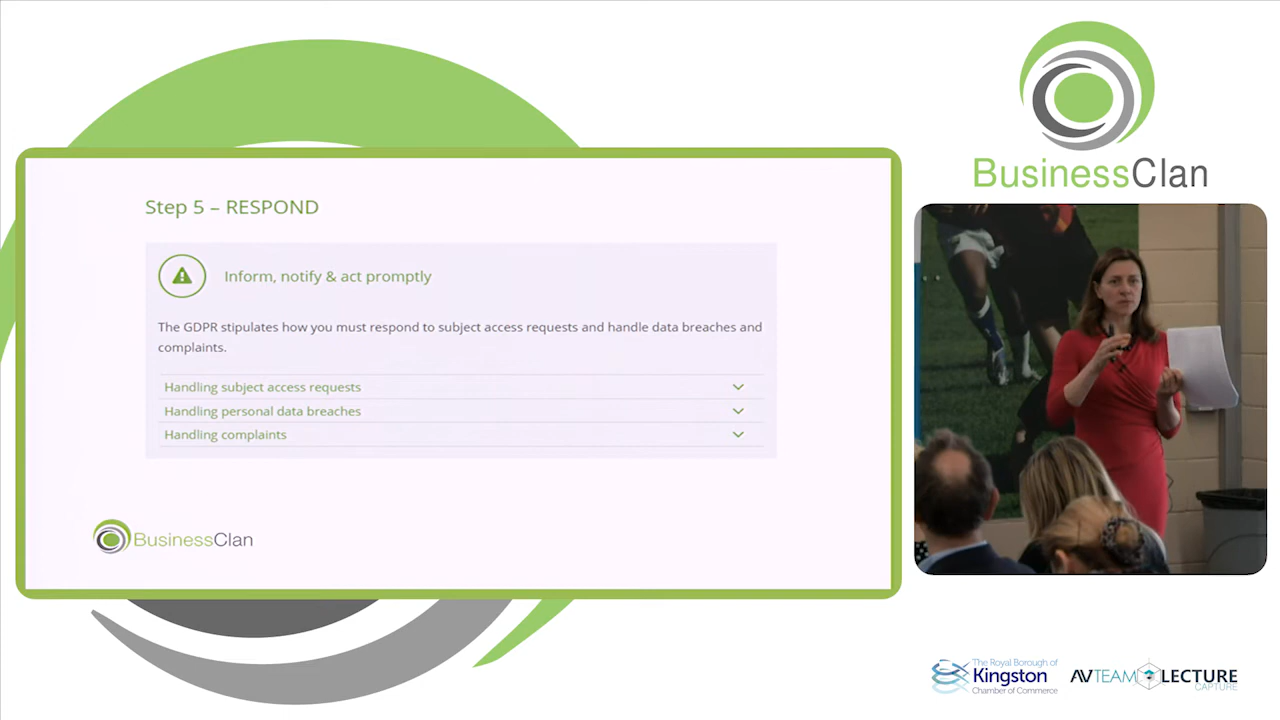 Step 5 – RESPOND
Inform, notify & act promptly
The GDPR stipulates how you must respond to subject access requests and handle data breaches and
complaints.
Handling subject access requests
Handling personal data breaches
Handling complaints
BusinessClan
BusinessClan
The Royal Borough of
Kingston
Chamber of Commerce
AVTEAM LECTURE
CAPTURE